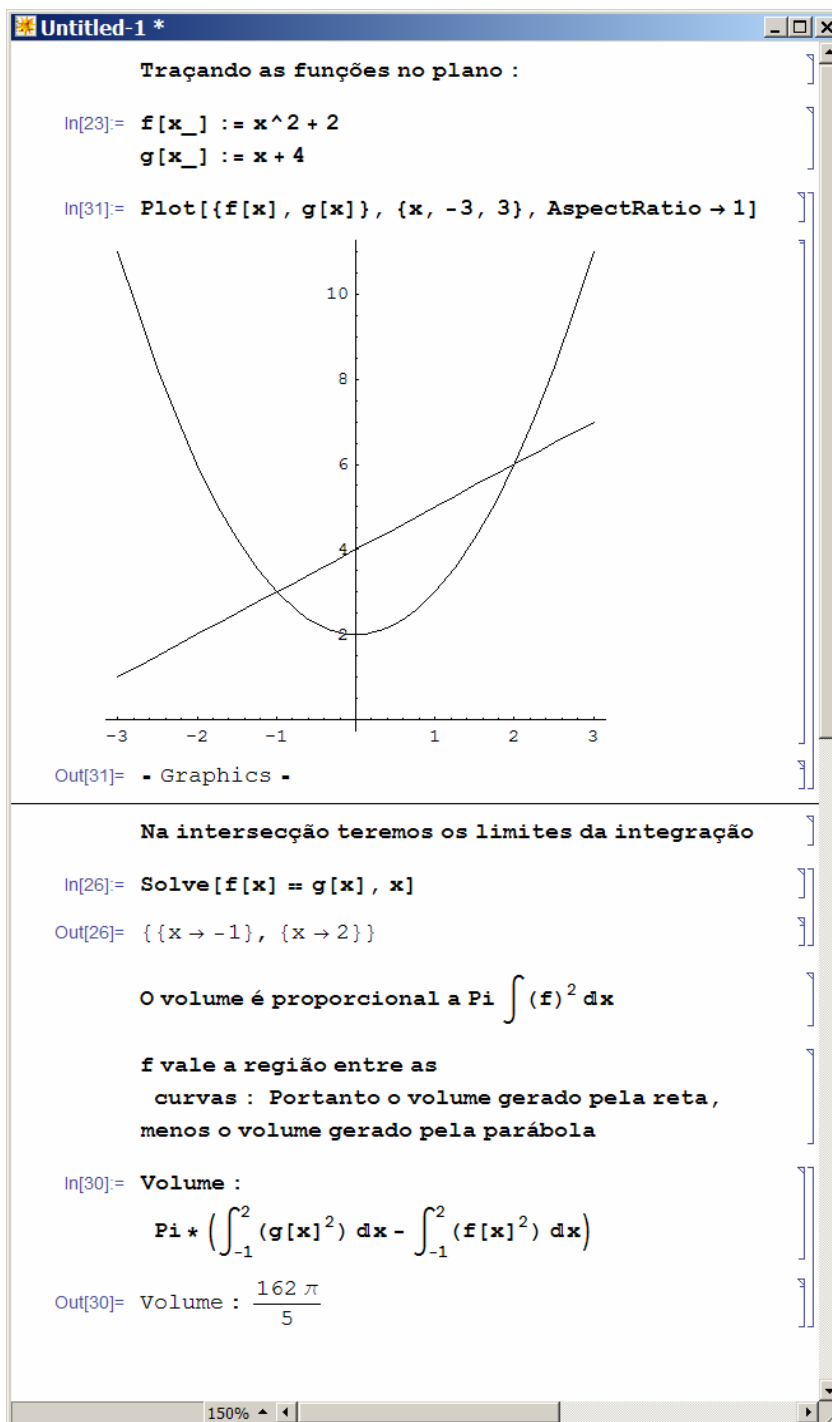 Untitled-1 *
Traçando as funções no plano :
In[23]:= f[x_] := x^2 + 2
g[x_] := x + 4
In[31]:= Plot[{f[x], g[x]}, {x, -3, 3}, AspectRatio → 1]
10
8
6
4
2
-3 -2 -1 1 2 3
Out[31]= - Graphics -
Na intersecção teremos os limites da integração
In[26]:= Solve[f[x] == g[x], x]
Out[26]= {{x → -1}, {x → 2}}
O volume é proporcional a Pi ∫ (f)² ⅆx
f vale a região entre as
curvas : Portanto o volume gerado pela reta,
menos o volume gerado pela parábola
In[30]:= Volume :
Pi * (∫₋₁² (g[x]²) ⅆx - ∫₋₁² (f[x]²) ⅆx)
Out[30]= Volume : 162 π / 5
150%